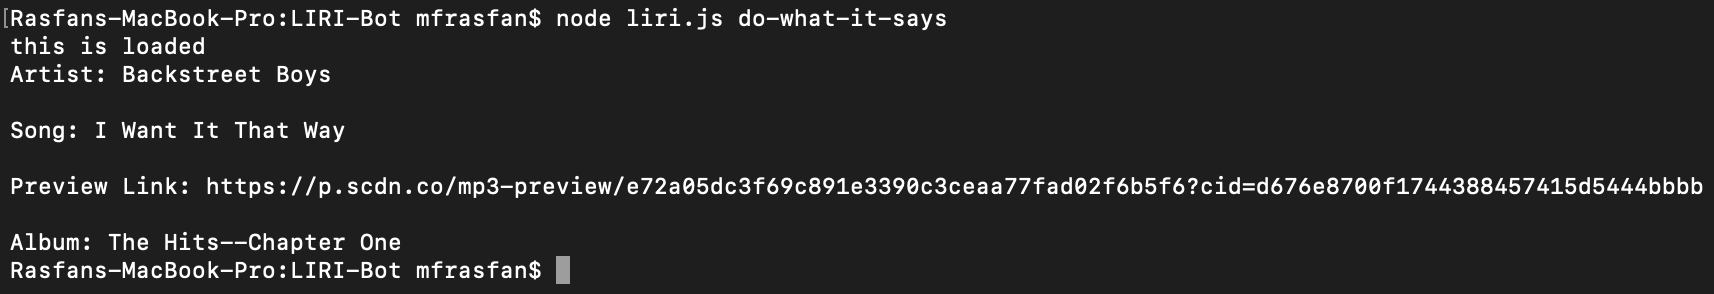 [Rasfans-MacBook-Pro:LIRI-Bot mfrasfan$ node liri.js do-what-it-says
this is loaded
Artist: Backstreet Boys
Song: I Want It That Way
Preview Link: https://p.scdn.co/mp3-preview/e72a05dc3f69c891e3390c3ceaa77fad02f6b5f6?cid=d676e8700f1744388457415d5444bbbb
Album: The Hits--Chapter One
Rasfans-MacBook-Pro:LIRI-Bot mfrasfan$